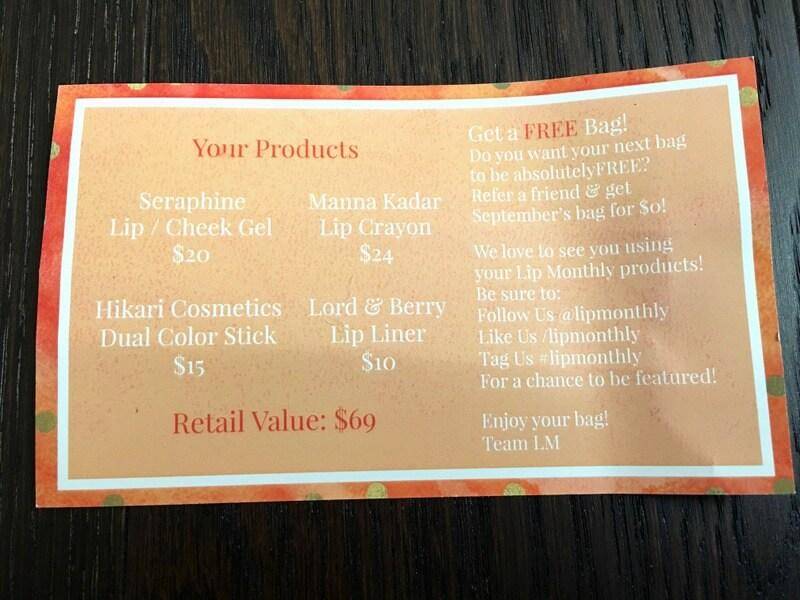 Your Products
Seraphine
Lip / Cheek Gel
$20
Manna Kadar
Lip Crayon
$24
Hikari Cosmetics
Dual Color Stick
$15
Lord & Berry
Lip Liner
$10
Retail Value: $69
Get a FREE Bag!
Do you want your next bag
to be absolutelyFREE?
Refer a friend & get
September's bag for $0!
We love to see you using
your Lip Monthly products!
Be sure to:
Follow Us @lipmonthly
Like Us /lipmonthly
Tag Us #lipmonthly
For a chance to be featured!
Enjoy your bag!
Team LM